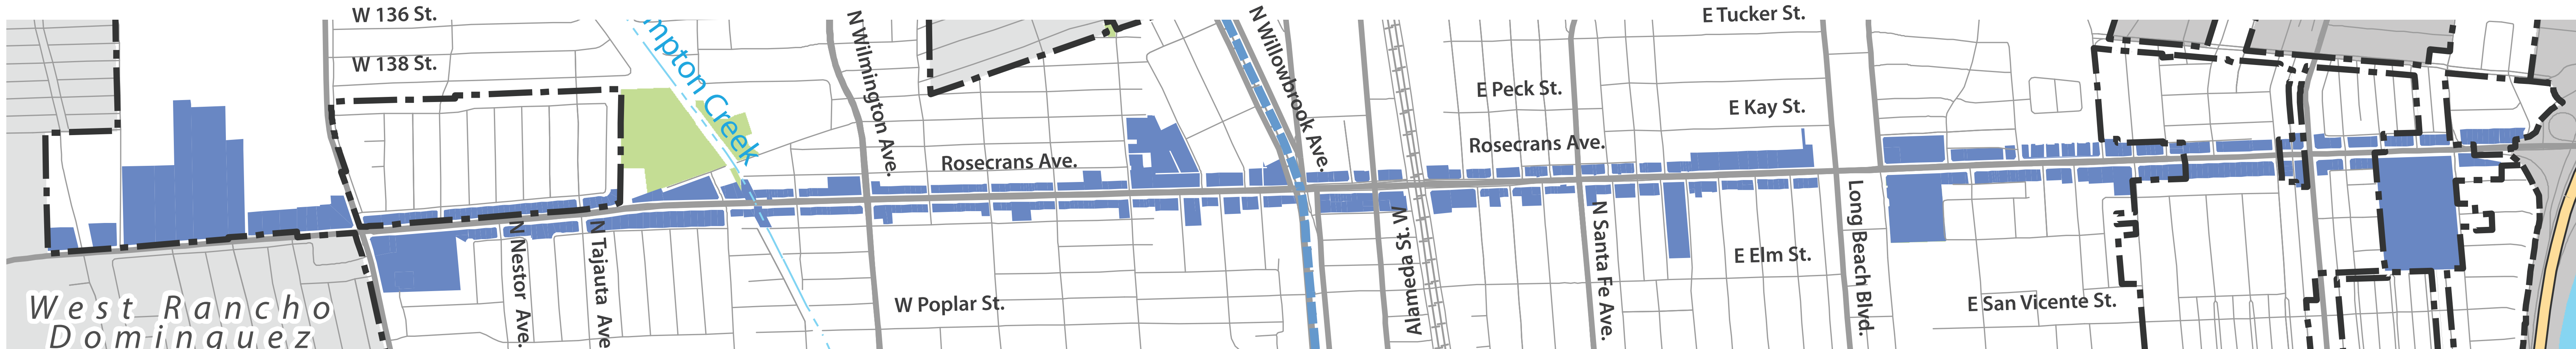 W 136 St.
W 138 St.
mpton Creek
N Wilmington Ave.
N Willowbrook Ave.
E Tucker St.
E Peck St.
E Kay St.
Rosecrans Ave.
Rosecrans Ave.
N Nestor Ave.
N Tajauta Ave
W Poplar St.
Alameda St. W
N Santa Fe Ave.
E Elm St.
Long Beach Blvd.
E San Vicente St.
West Rancho
Dominguez